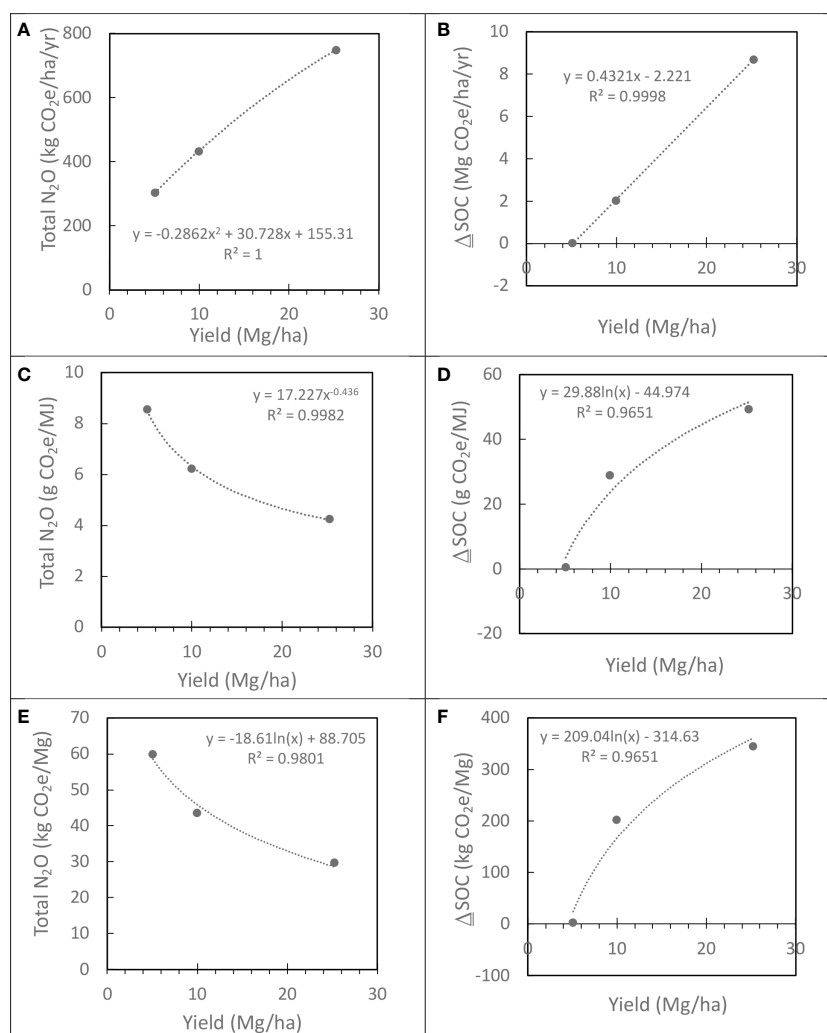 A
Total N₂O (kg CO₂e/ha/yr)
800
600
400
200
0
y = -0.2862x² + 30.728x + 155.31
R² = 1
0 10 20 30
Yield (Mg/ha)
B
Δ SOC (Mg CO₂e/ha/yr)
10
8
6
4
2
0
-2
y = 0.4321x - 2.221
R² = 0.9998
0 10 20 30
Yield (Mg/ha)
C
Total N₂O (g CO₂e/MJ)
10
8
6
4
2
0
y = 17.227x⁻⁰·⁴³⁶
R² = 0.9982
0 10 20 30
Yield (Mg/ha)
D
Δ SOC (g CO₂e/MJ)
60
40
20
0
-20
y = 29.88ln(x) - 44.974
R² = 0.9651
0 10 20 30
Yield (Mg/ha)
E
Total N₂O (kg CO₂e/Mg)
70
60
50
40
30
20
10
0
y = -18.61ln(x) + 88.705
R² = 0.9801
0 10 20 30
Yield (Mg/ha)
F
Δ SOC (kg CO₂e/Mg)
400
300
200
100
0
-100
y = 209.04ln(x) - 314.63
R² = 0.9651
0 10 20 30
Yield (Mg/ha)